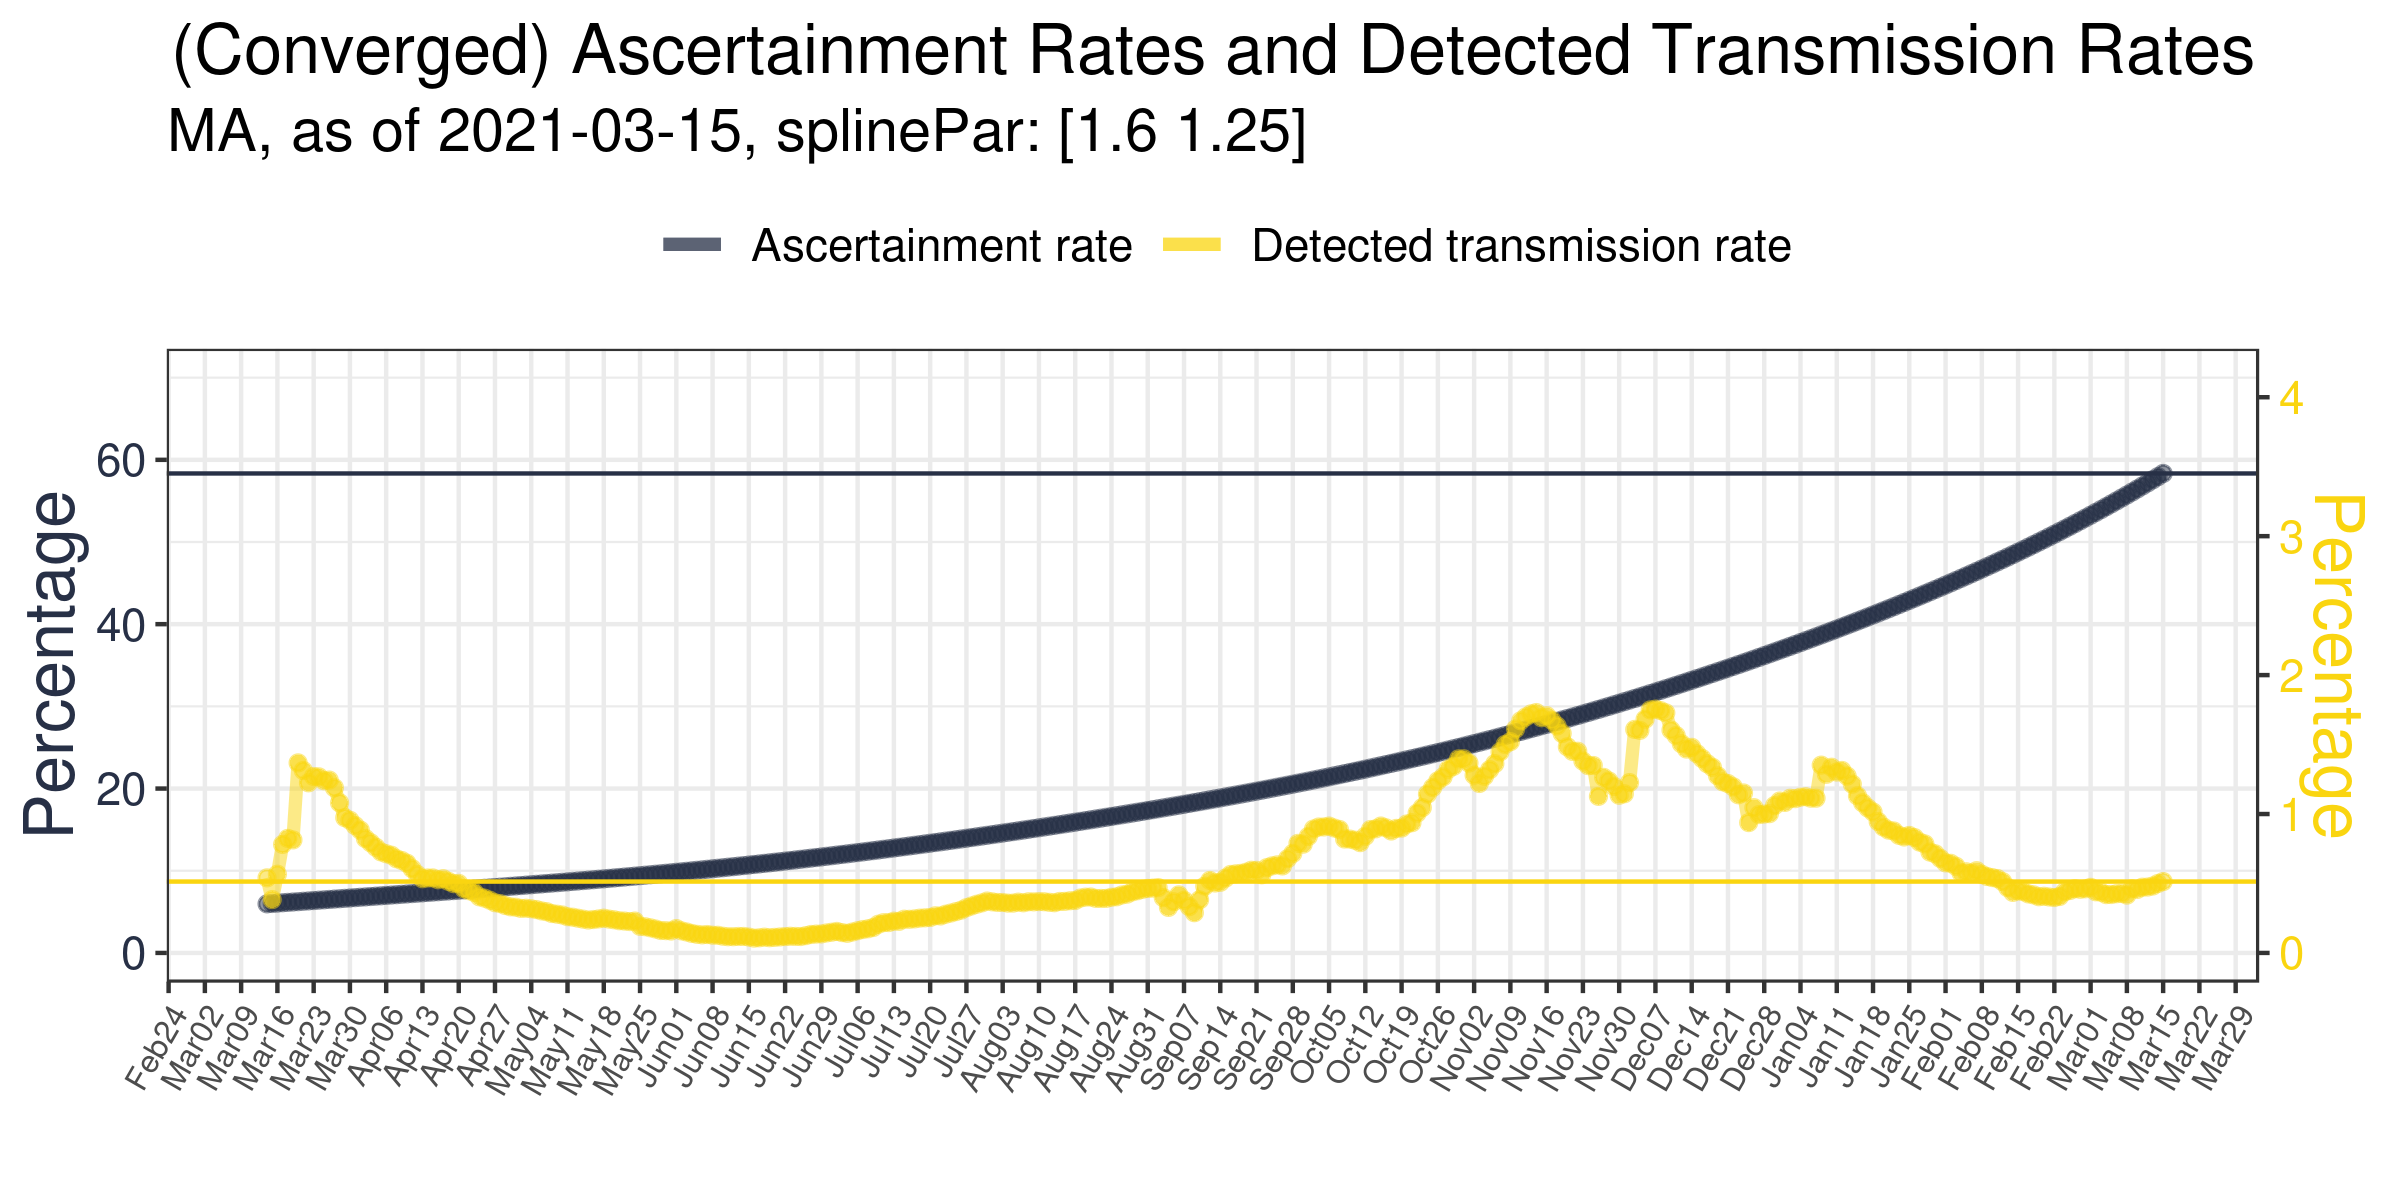 (Converged) Ascertainment Rates and Detected Transmission Rates
MA, as of 2021-03-15, splinePar: [1.6 1.25]
Ascertainment rate Detected transmission rate
Percentage
60
40
20
0
4
3
2
1
0
Percentage
Feb24 Mar02 Mar09 Mar16 Mar23 Mar30 Apr06 Apr13 Apr20 Apr27 May04 May11 May18 May25 Jun01 Jun08 Jun15 Jun22 Jun29 Jul06 Jul13 Jul20 Jul27 Aug03 Aug10 Aug17 Aug24 Aug31 Sep07 Sep14 Sep21 Sep28 Oct05 Oct12 Oct19 Oct26 Nov02 Nov09 Nov16 Nov23 Nov30 Dec07 Dec14 Dec21 Dec28 Jan04 Jan11 Jan18 Jan25 Feb01 Feb08 Feb15 Feb22 Mar01 Mar08 Mar15 Mar22 Mar29